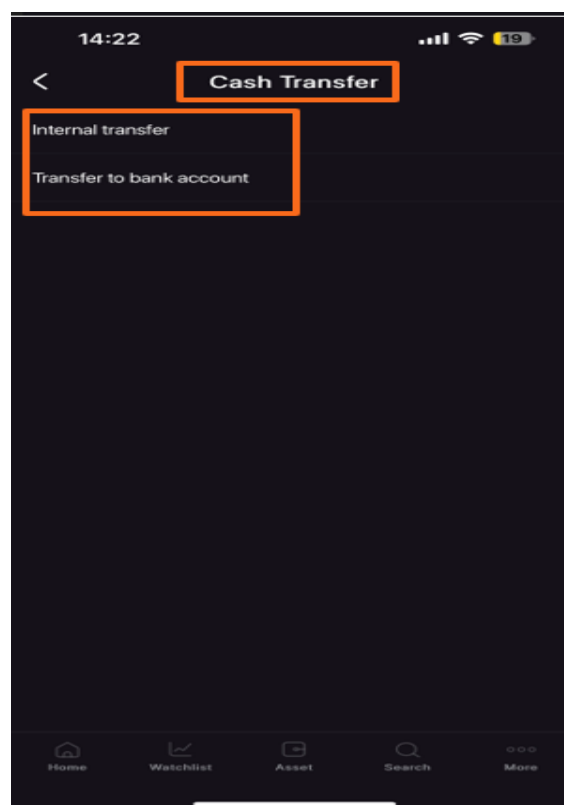 14:22
19
Cash Transfer
Internal transfer
Transfer to bank account
Home Watchlist Asset Search More